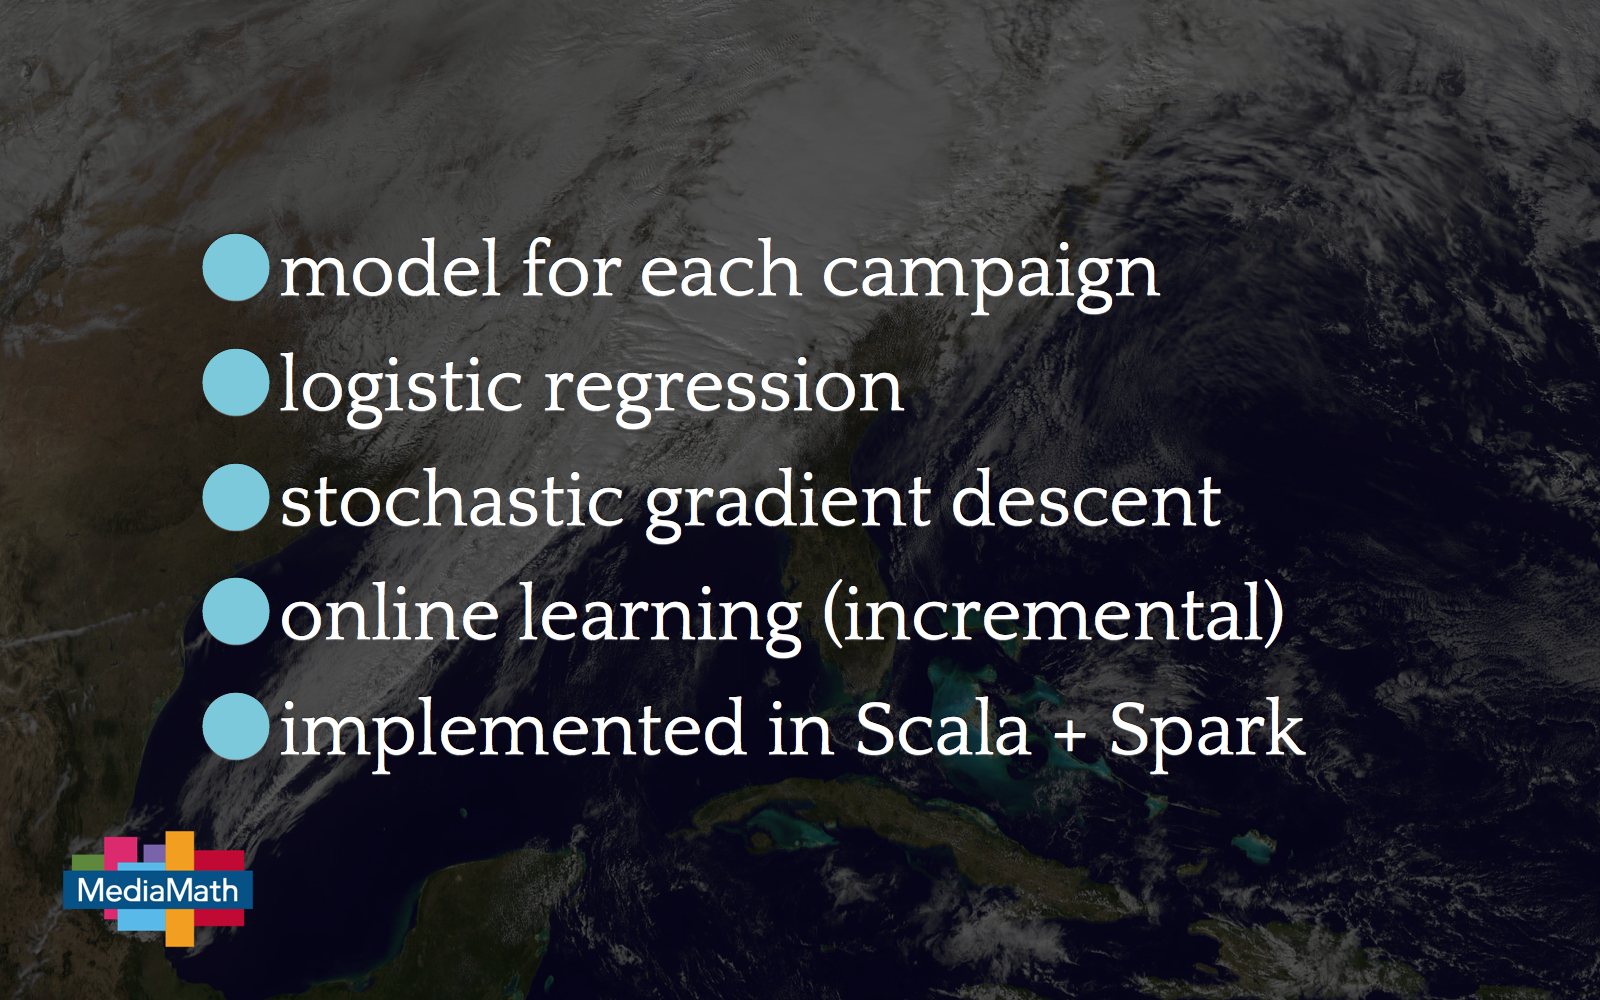 model for each campaign
logistic regression
stochastic gradient descent
online learning (incremental)
implemented in Scala + Spark
MediaMath